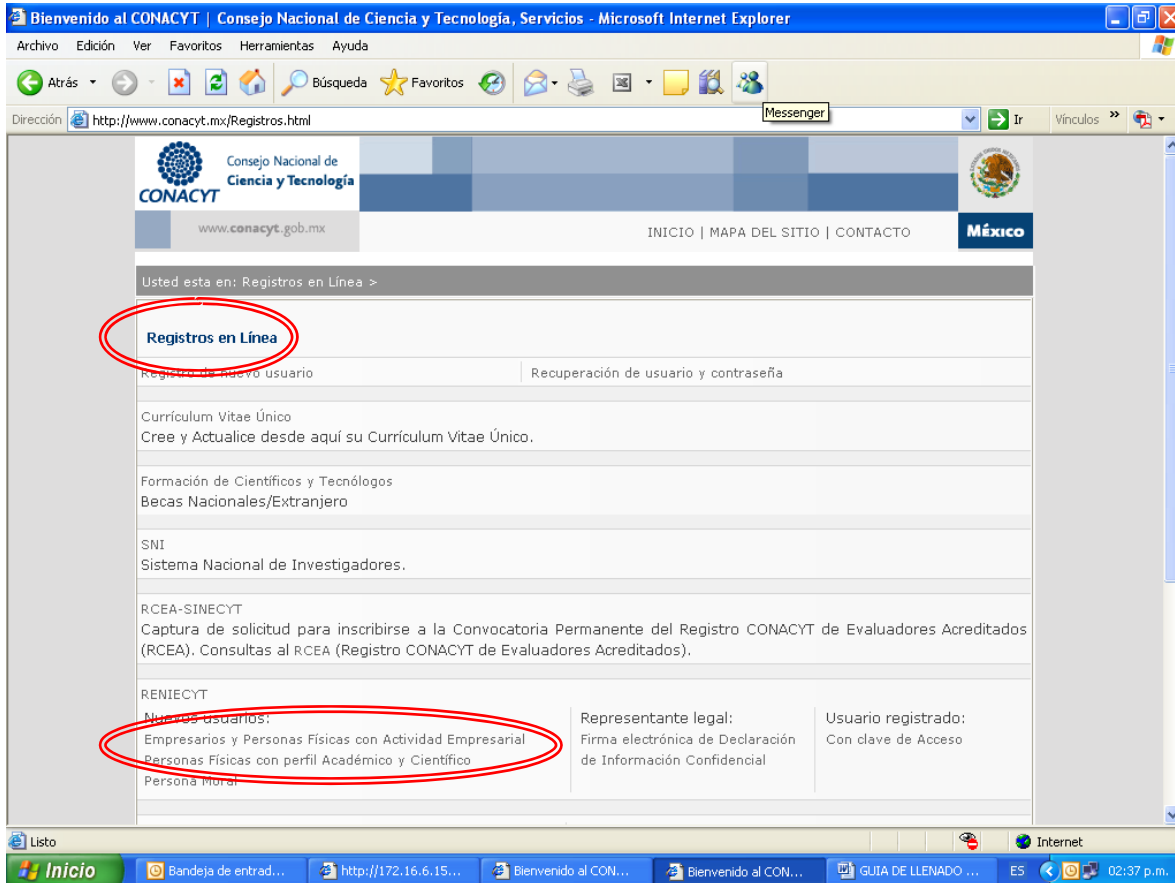 Bienvenido al CONACYT | Consejo Nacional de Ciencia y Tecnología, Servicios - Microsoft Internet Explorer
Archivo Edición Ver Favoritos Herramientas Ayuda
Atrás Búsqueda Favoritos
Messenger
Dirección http://www.conacyt.mx/Registros.html Ir Vínculos »
CONACYT
Consejo Nacional de
Ciencia y Tecnología
www.conacyt.gob.mx
INICIO | MAPA DEL SITIO | CONTACTO
México
Usted esta en: Registros en Línea >
Registros en Línea
Registro de nuevo usuario
Recuperación de usuario y contraseña
Currículum Vitae Único
Cree y Actualice desde aquí su Currículum Vitae Único.
Formación de Científicos y Tecnólogos
Becas Nacionales/Extranjero
SNI
Sistema Nacional de Investigadores.
RCEA-SINECYT
Captura de solicitud para inscribirse a la Convocatoria Permanente del Registro CONACYT de Evaluadores Acreditados
(RCEA). Consultas al RCEA (Registro CONACYT de Evaluadores Acreditados).
RENIECYT
Nuevos usuarios:
Empresarios y Personas Físicas con Actividad Empresarial
Personas Físicas con perfil Académico y Científico
Persona Moral
Representante legal:
Firma electrónica de Declaración
de Información Confidencial
Usuario registrado:
Con clave de Acceso
Listo
Internet
Inicio
Bandeja de entrad...
http://172.16.6.15...
Bienvenido al CON...
Bienvenido al CON...
GUIA DE LLENADO ...
ES
02:37 p.m.